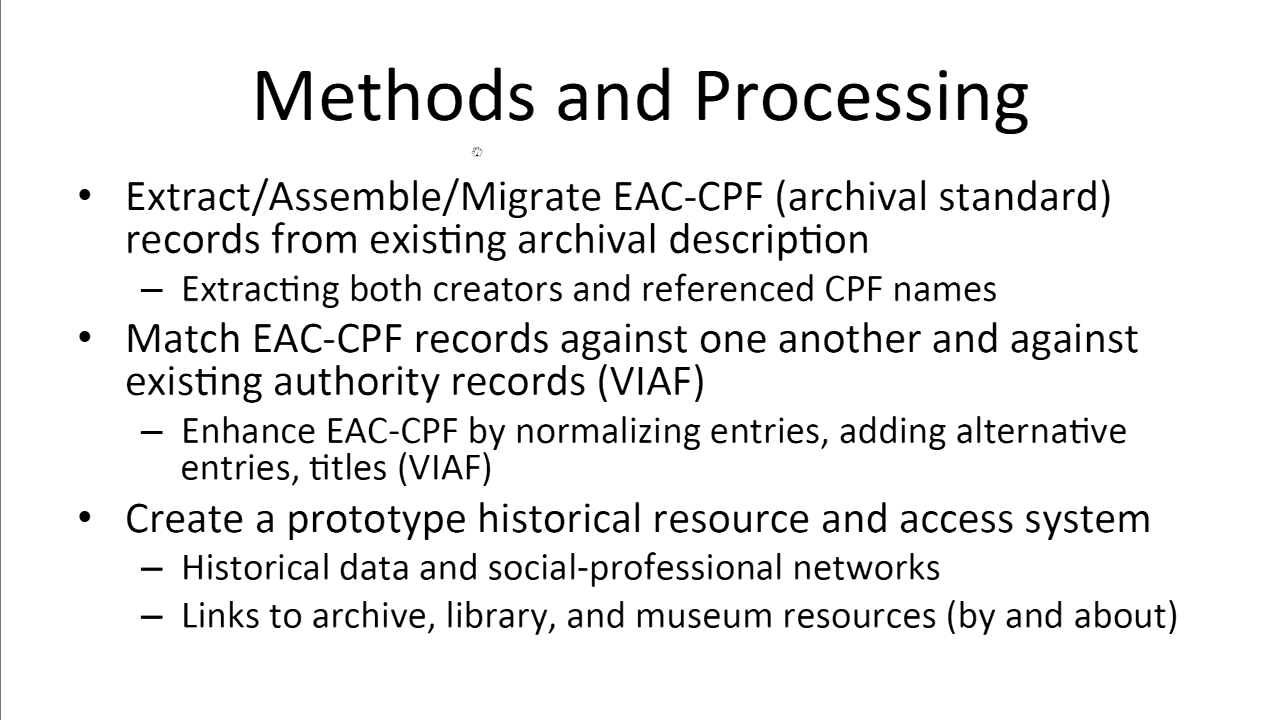 Methods and Processing
• Extract/Assemble/Migrate EAC-CPF (archival standard)
records from existing archival description
– Extracting both creators and referenced CPF names
• Match EAC-CPF records against one another and against
existing authority records (VIAF)
– Enhance EAC-CPF by normalizing entries, adding alternative
entries, titles (VIAF)
• Create a prototype historical resource and access system
– Historical data and social-professional networks
– Links to archive, library, and museum resources (by and about)